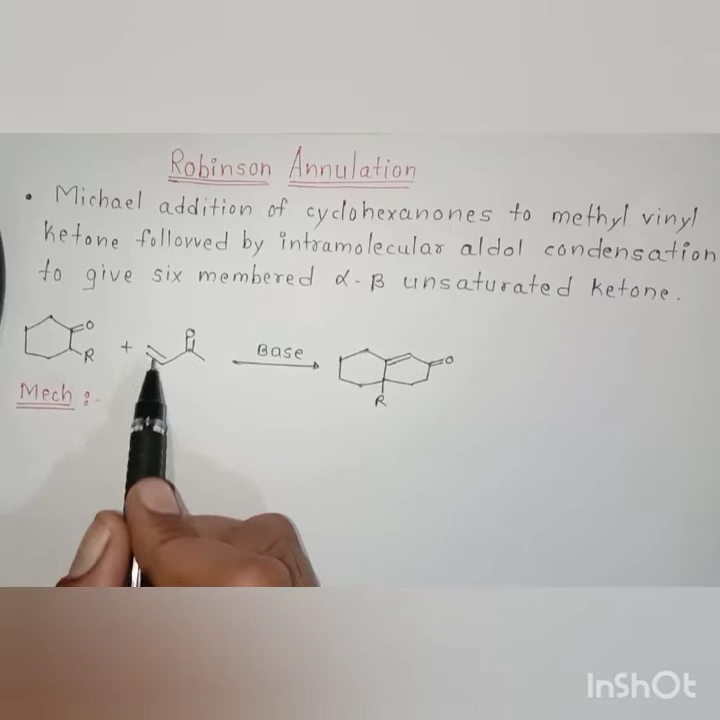 Robinson Annulation
• Michael addition of cyclohexanones to methyl vinyl
ketone follovved by intramolecular aldol condensation
to give six membered α-β unsaturated ketone.
O
R
+
O
Base
O
R
Mech :-
InShOt